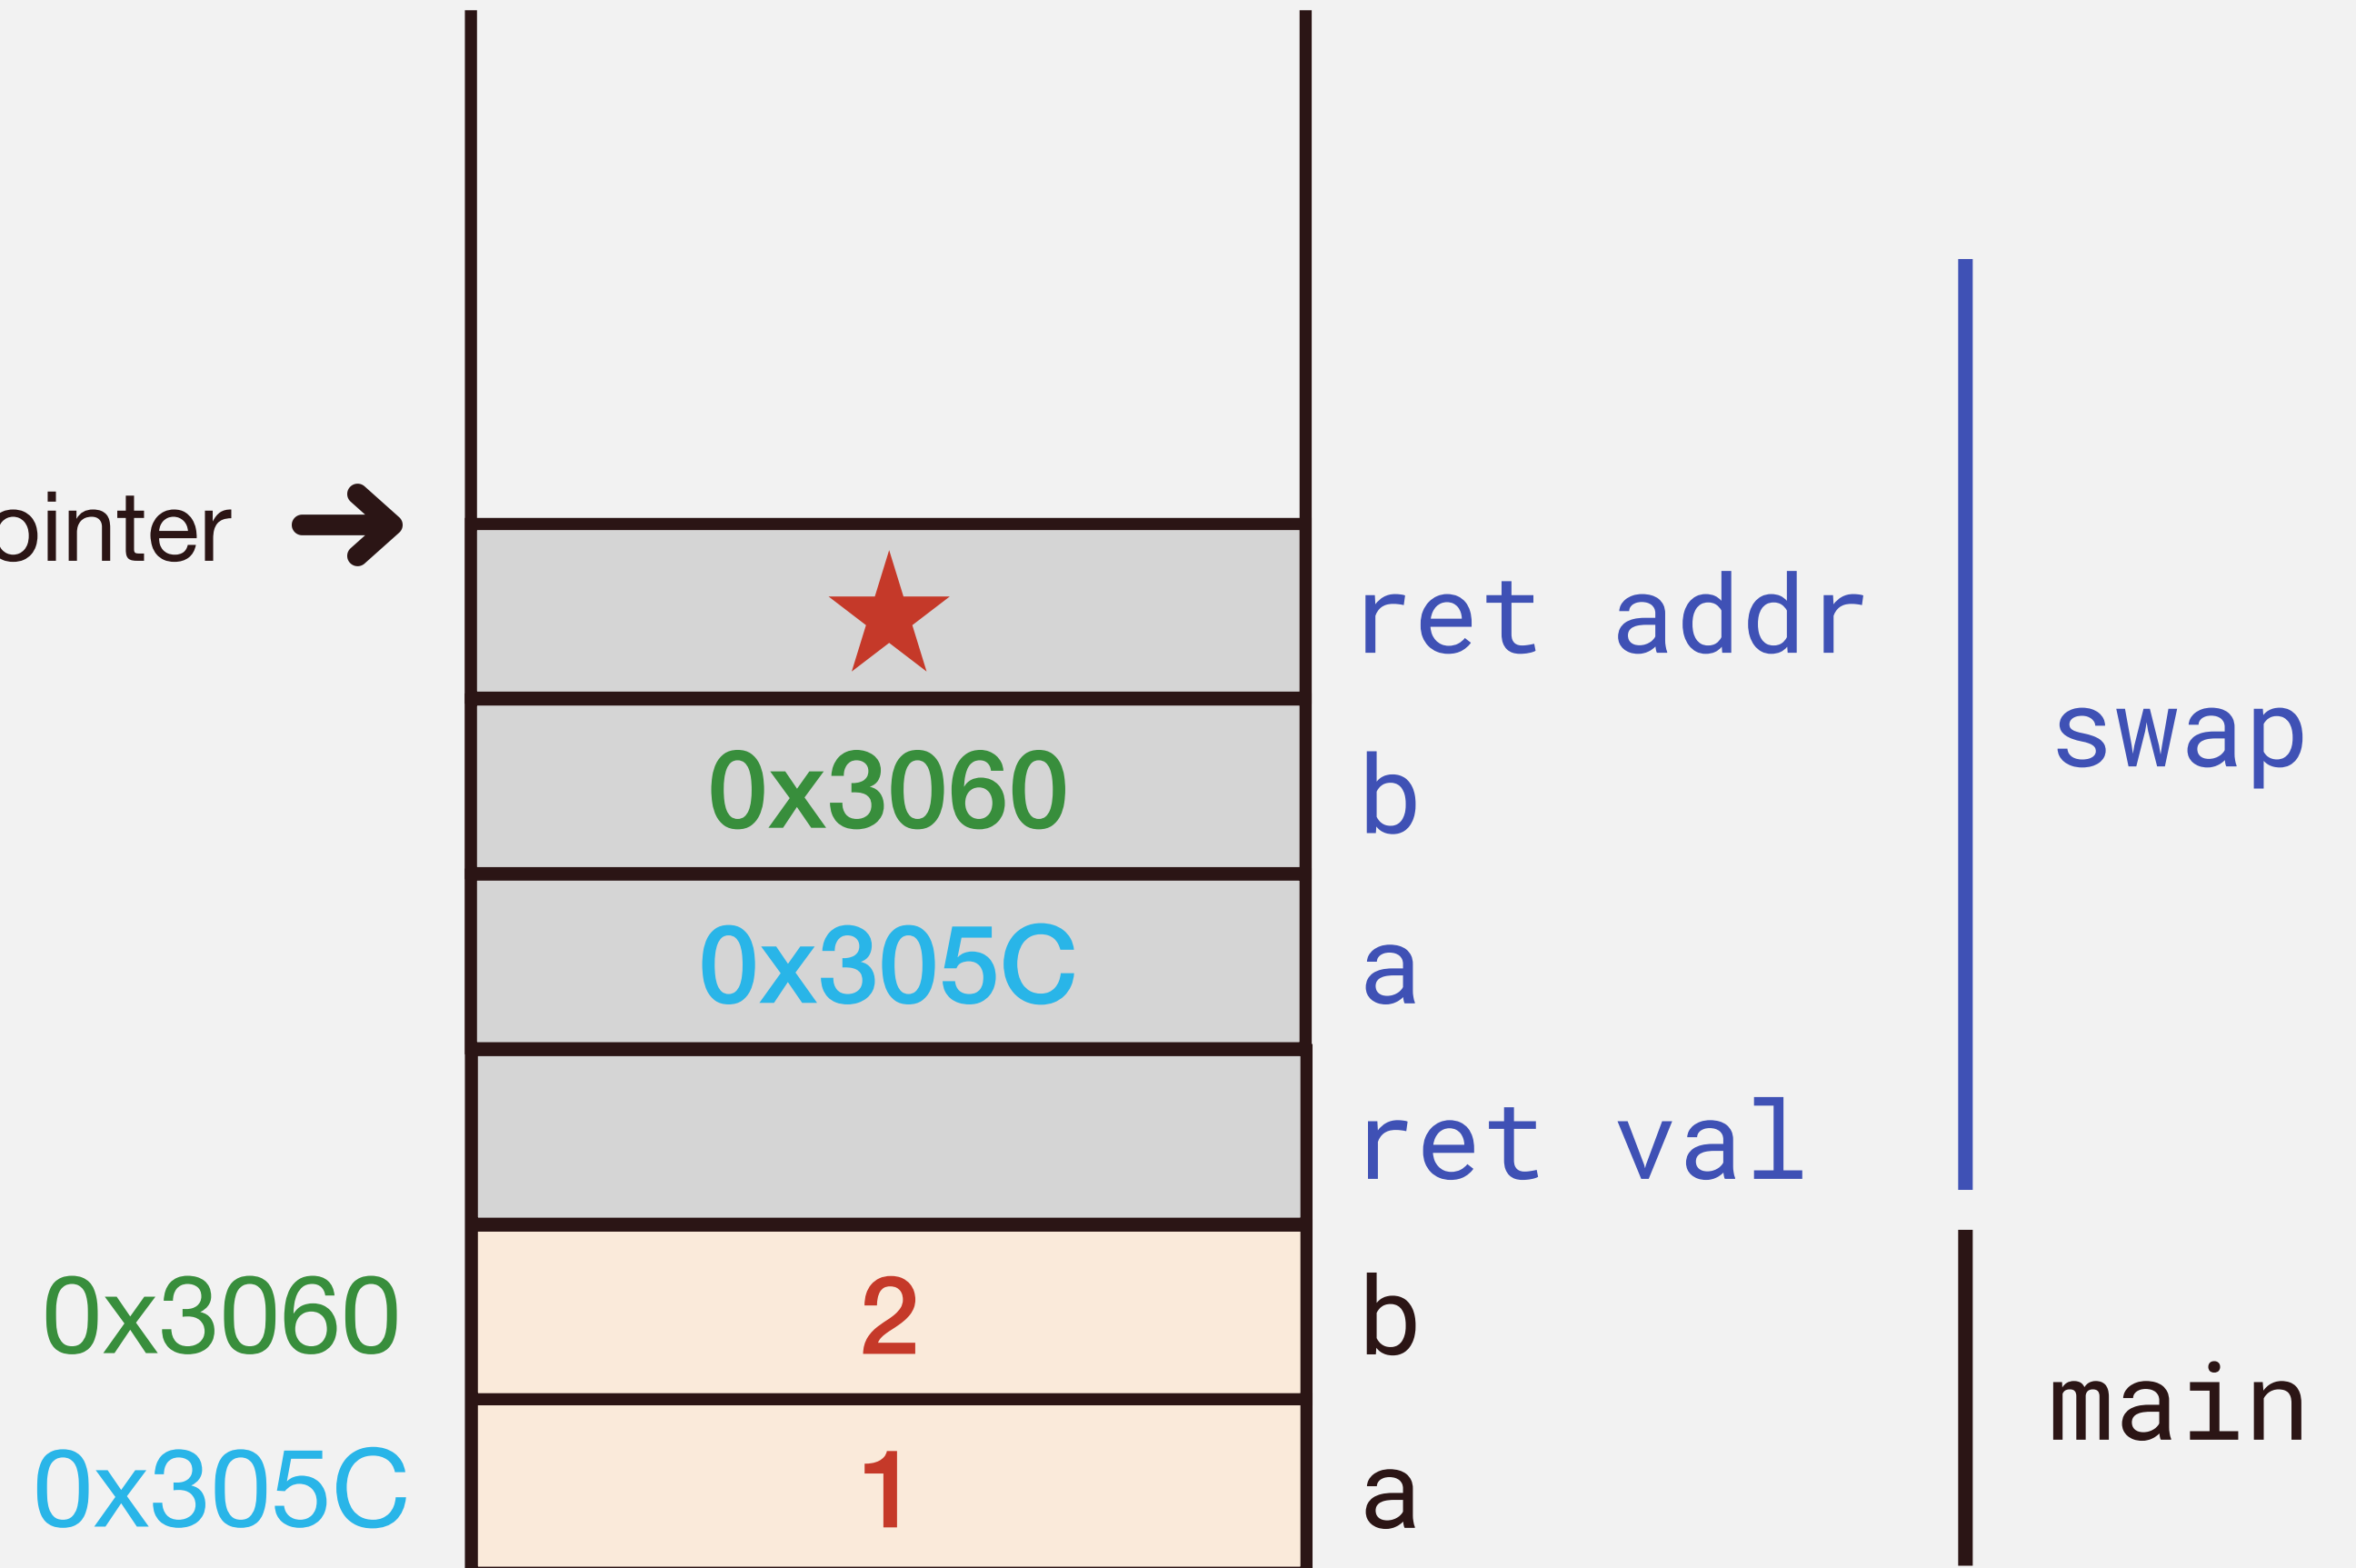 ointer
ret addr
0x3060 b
swap
0x305C a
ret val
0x3060 2 b
main
0x305C 1 a